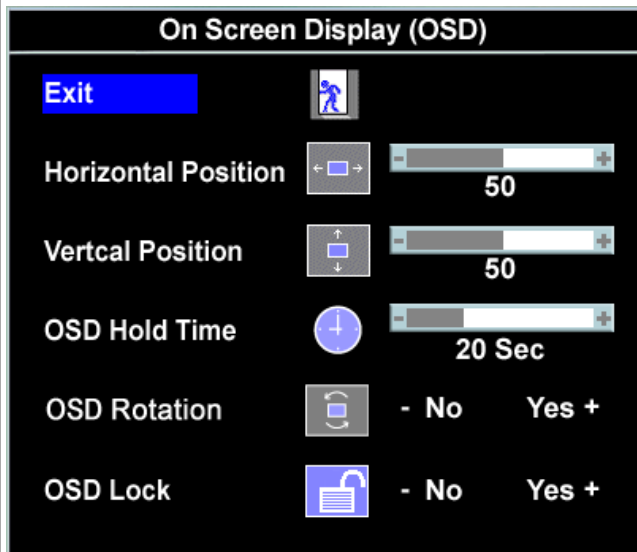 On Screen Display (OSD)
Exit
Horizontal Position - +
50
Vertcal Position - +
50
OSD Hold Time - +
20 Sec
OSD Rotation - No Yes +
OSD Lock - No Yes +